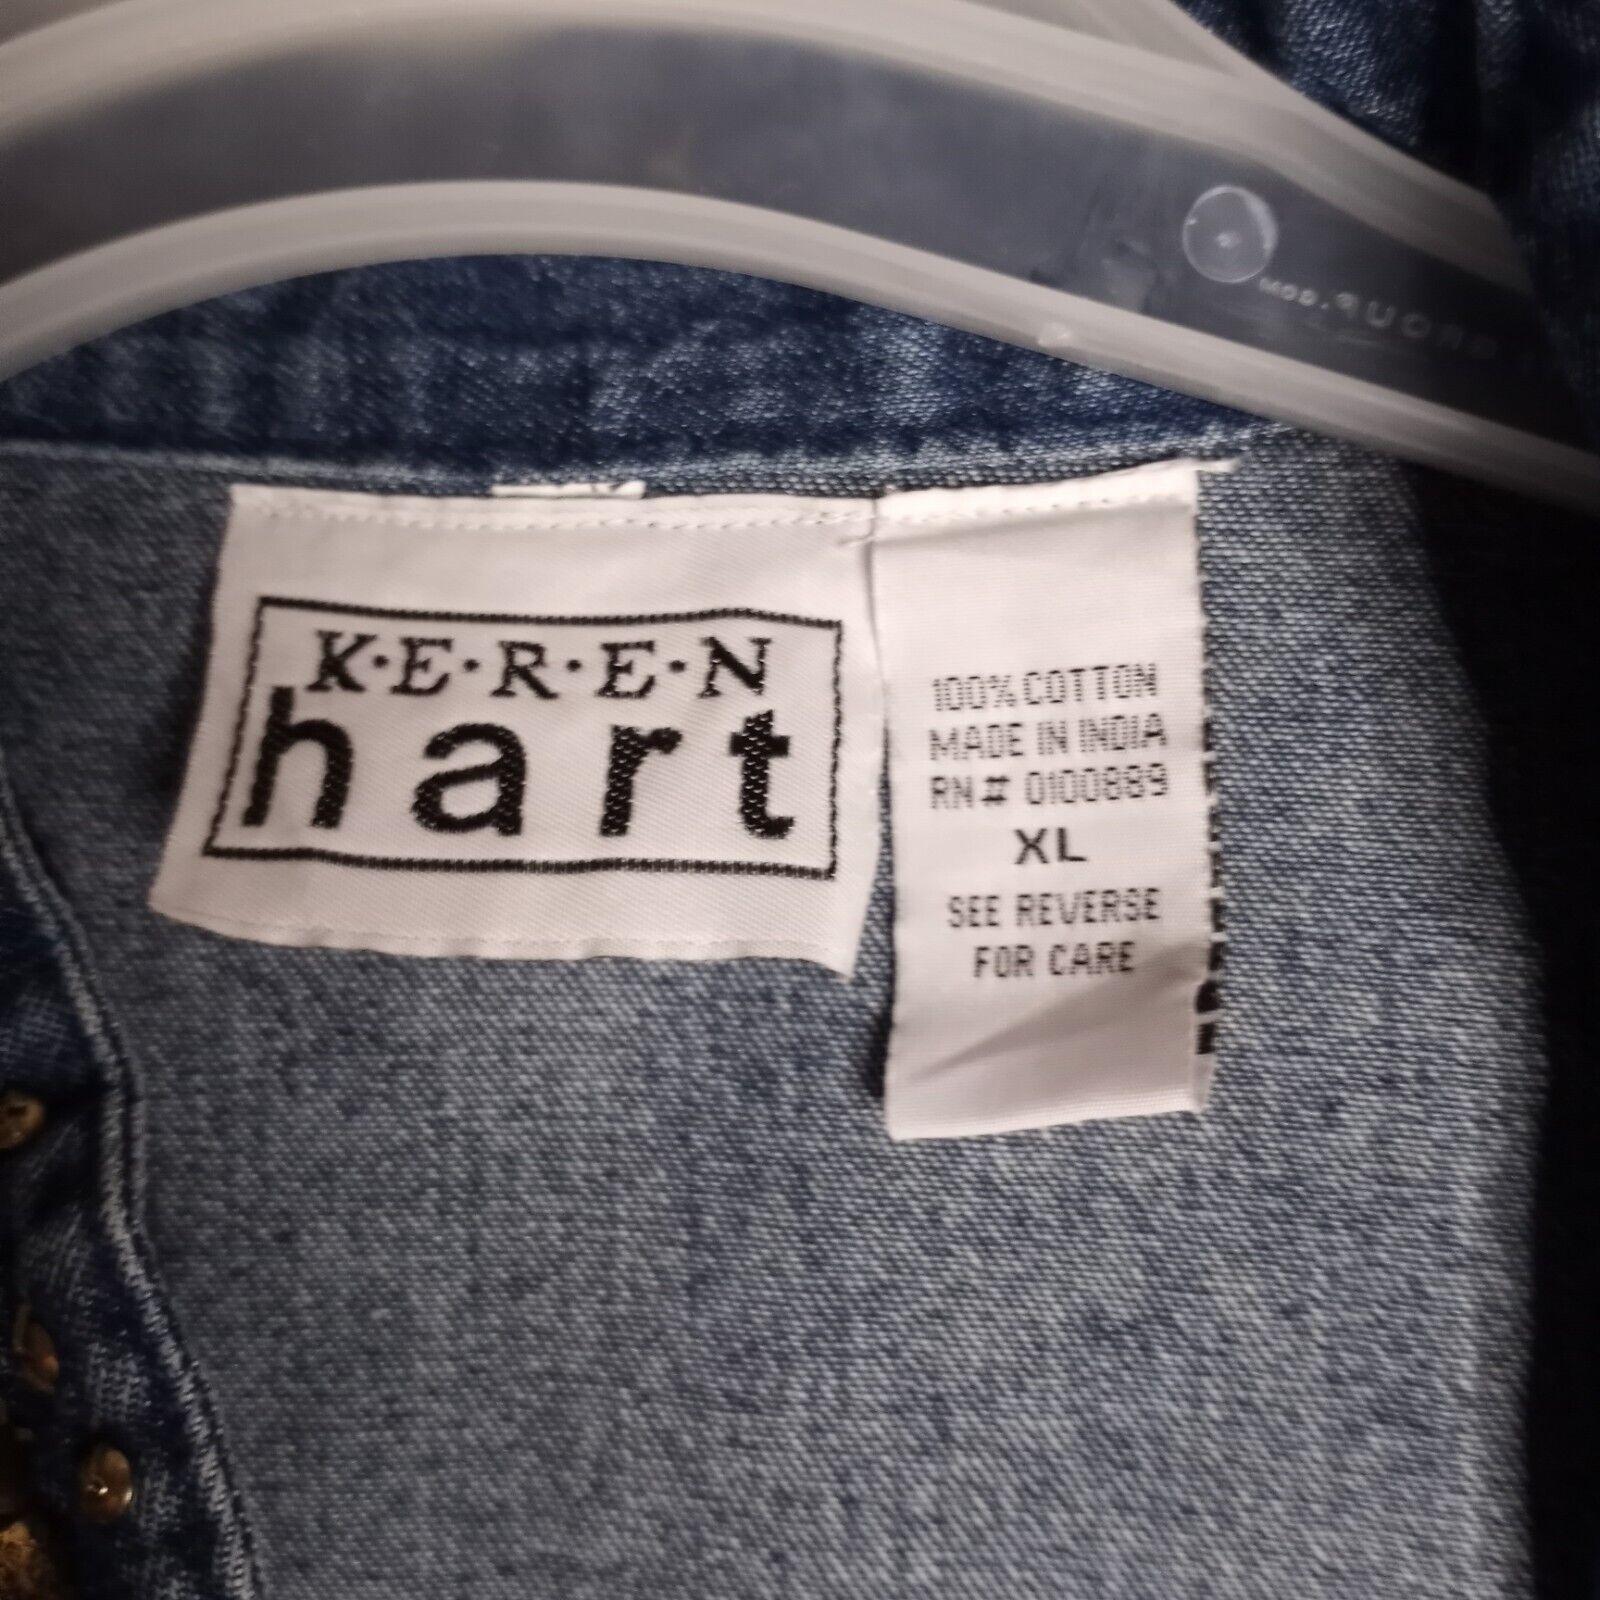 K·E·R·E·N
hart
100% COTTON
MADE IN INDIA
RN# 0100889
XL
SEE REVERSE
FOR CARE